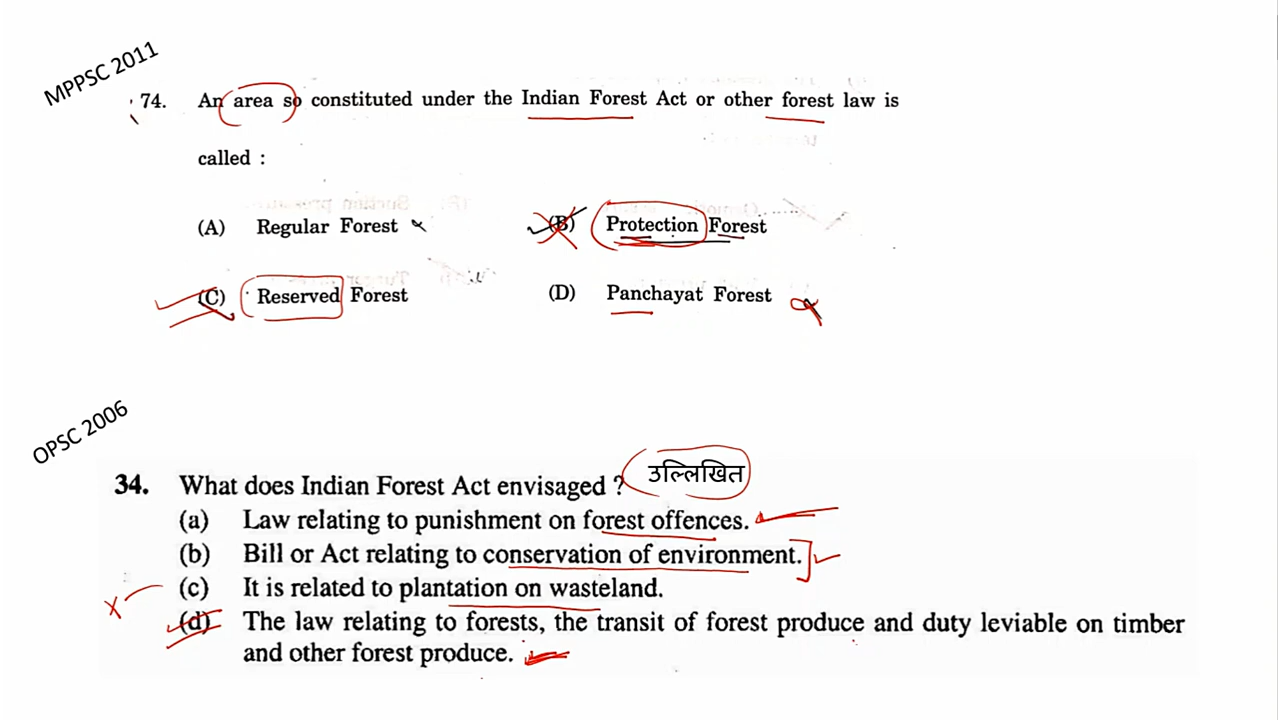 MPPSC 2011
74. An area so constituted under the Indian Forest Act or other forest law is
called :
(A) Regular Forest (B) Protection Forest
(C) Reserved Forest (D) Panchayat Forest
OPSC 2006
34. What does Indian Forest Act envisaged ? उल्लिखित
(a) Law relating to punishment on forest offences.
(b) Bill or Act relating to conservation of environment.
(c) It is related to plantation on wasteland.
(d) The law relating to forests, the transit of forest produce and duty leviable on timber
and other forest produce.